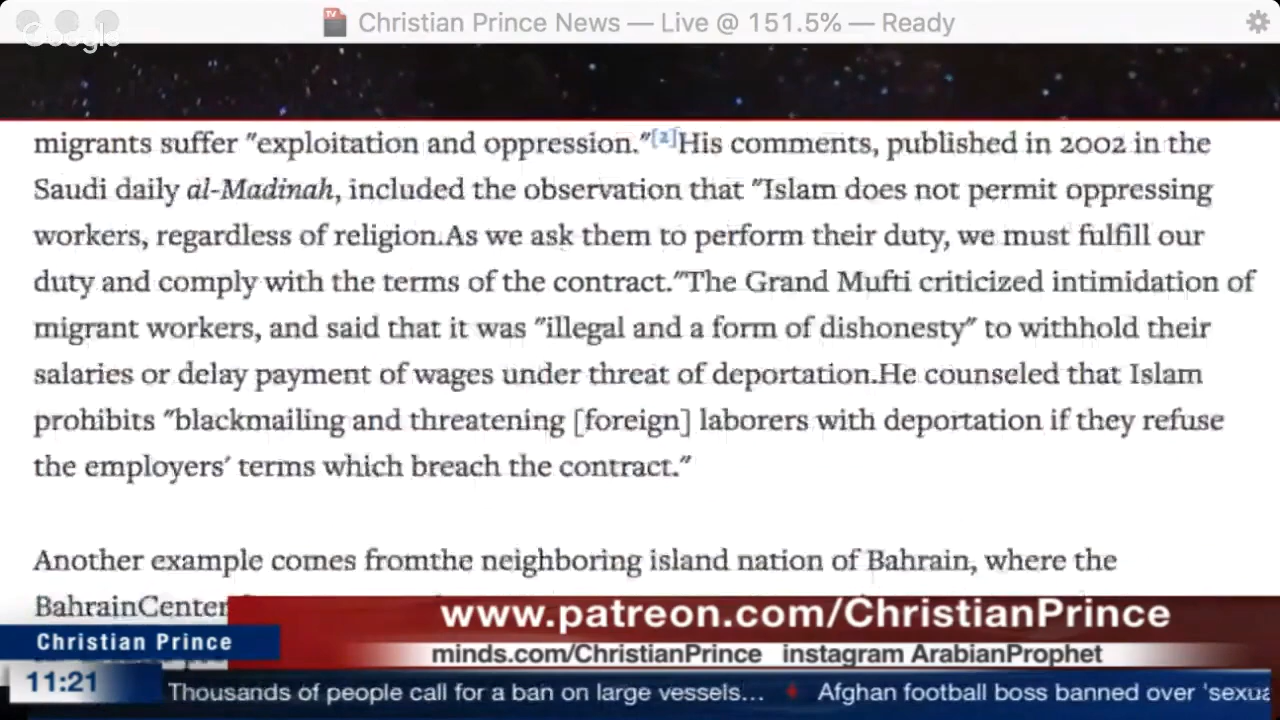 Christian Prince News — Live @ 151.5% — Ready
Google
migrants suffer "exploitation and oppression."[2]His comments, published in 2002 in the
Saudi daily al-Madinah, included the observation that "Islam does not permit oppressing
workers, regardless of religion.As we ask them to perform their duty, we must fulfill our
duty and comply with the terms of the contract."The Grand Mufti criticized intimidation of
migrant workers, and said that it was "illegal and a form of dishonesty" to withhold their
salaries or delay payment of wages under threat of deportation.He counseled that Islam
prohibits "blackmailing and threatening [foreign] laborers with deportation if they refuse
the employers' terms which breach the contract."
Another example comes fromthe neighboring island nation of Bahrain, where the
BahrainCenter
www.patreon.com/ChristianPrince
Christian Prince
minds.com/ChristianPrince instagram ArabianProphet
11:21
Thousands of people call for a ban on large vessels... Afghan football boss banned over 'sexua